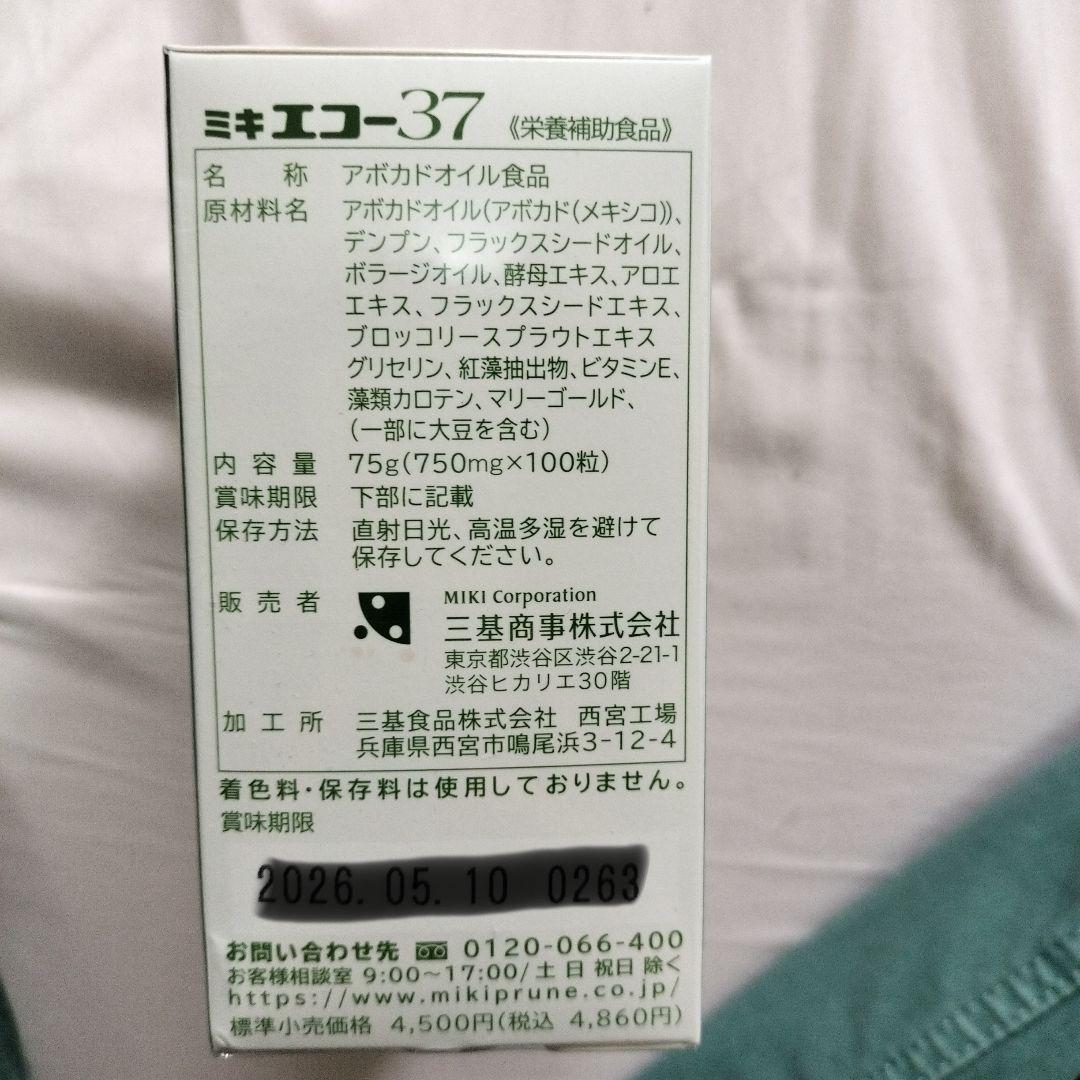 ミキエコー37 《栄養補助食品》
名称 アボカドオイル食品
原材料名 アボカドオイル(アボカド(メキシコ))、
デンプン、フラックスシードオイル、
ボラージオイル、酵母エキス、アロエ
エキス、フラックスシードエキス、
ブロッコリースプラウトエキス
グリセリン、紅藻抽出物、ビタミンE、
藻類カロテン、マリーゴールド、
(一部に大豆を含む)
内容量 75g(750mg×100粒)
賞味期限 下部に記載
保存方法 直射日光、高温多湿を避けて
保存してください。
販売者 MIKI Corporation
三基商事株式会社
東京都渋谷区渋谷2-21-1
渋谷ヒカリエ30階
加工所 三基食品株式会社 西宮工場
兵庫県西宮市鳴尾浜3-12-4
着色料・保存料は使用しておりません。
賞味期限
2026.05.10 0263
お問い合わせ先 0120-066-400
お客様相談室 9:00~17:00/土 日 祝日 除く
https://www.mikiprune.co.jp/
標準小売価格 4,500円(税込 4,860円)